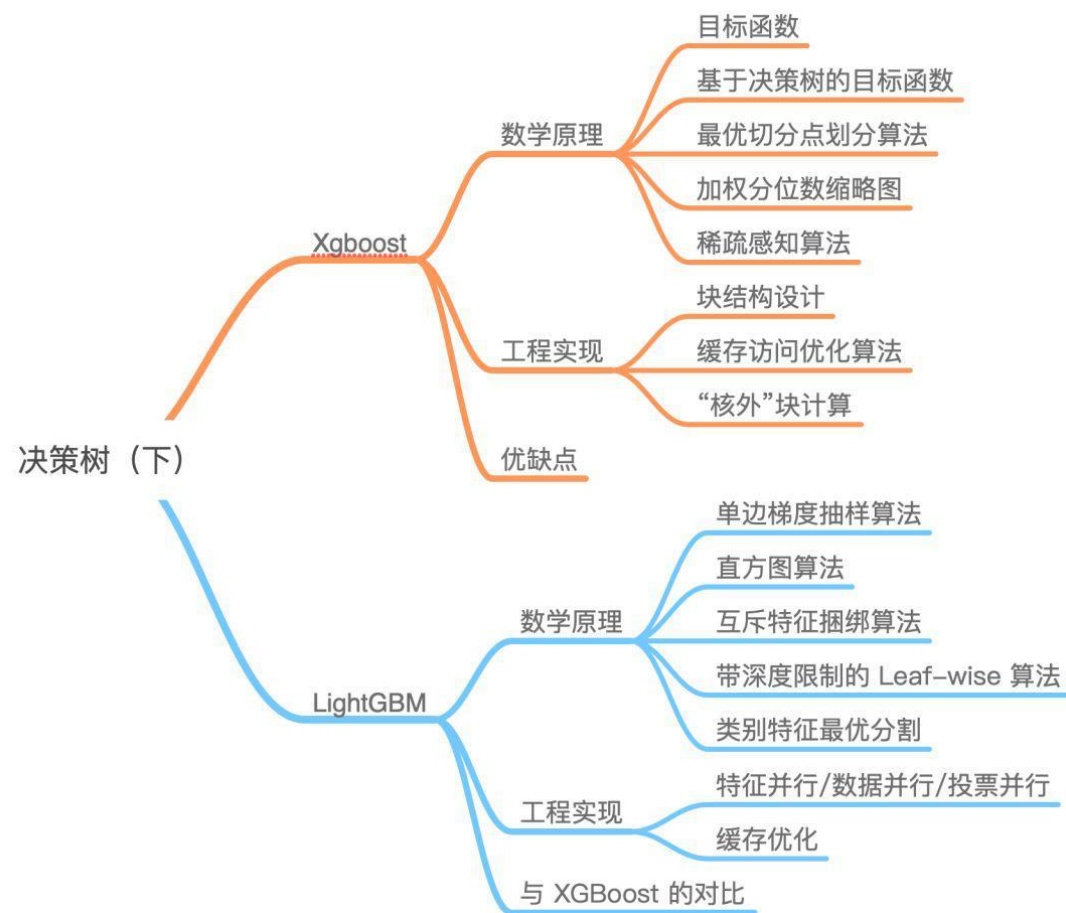 目标函数
基于决策树的目标函数
数学原理
最优切分点划分算法
加权分位数缩略图
Xgboost
稀疏感知算法
块结构设计
工程实现
缓存访问优化算法
“核外”块计算
决策树（下）
优缺点
单边梯度抽样算法
直方图算法
数学原理
互斥特征捆绑算法
带深度限制的 Leaf-wise 算法
LightGBM
类别特征最优分割
特征并行/数据并行/投票并行
工程实现
缓存优化
与 XGBoost 的对比